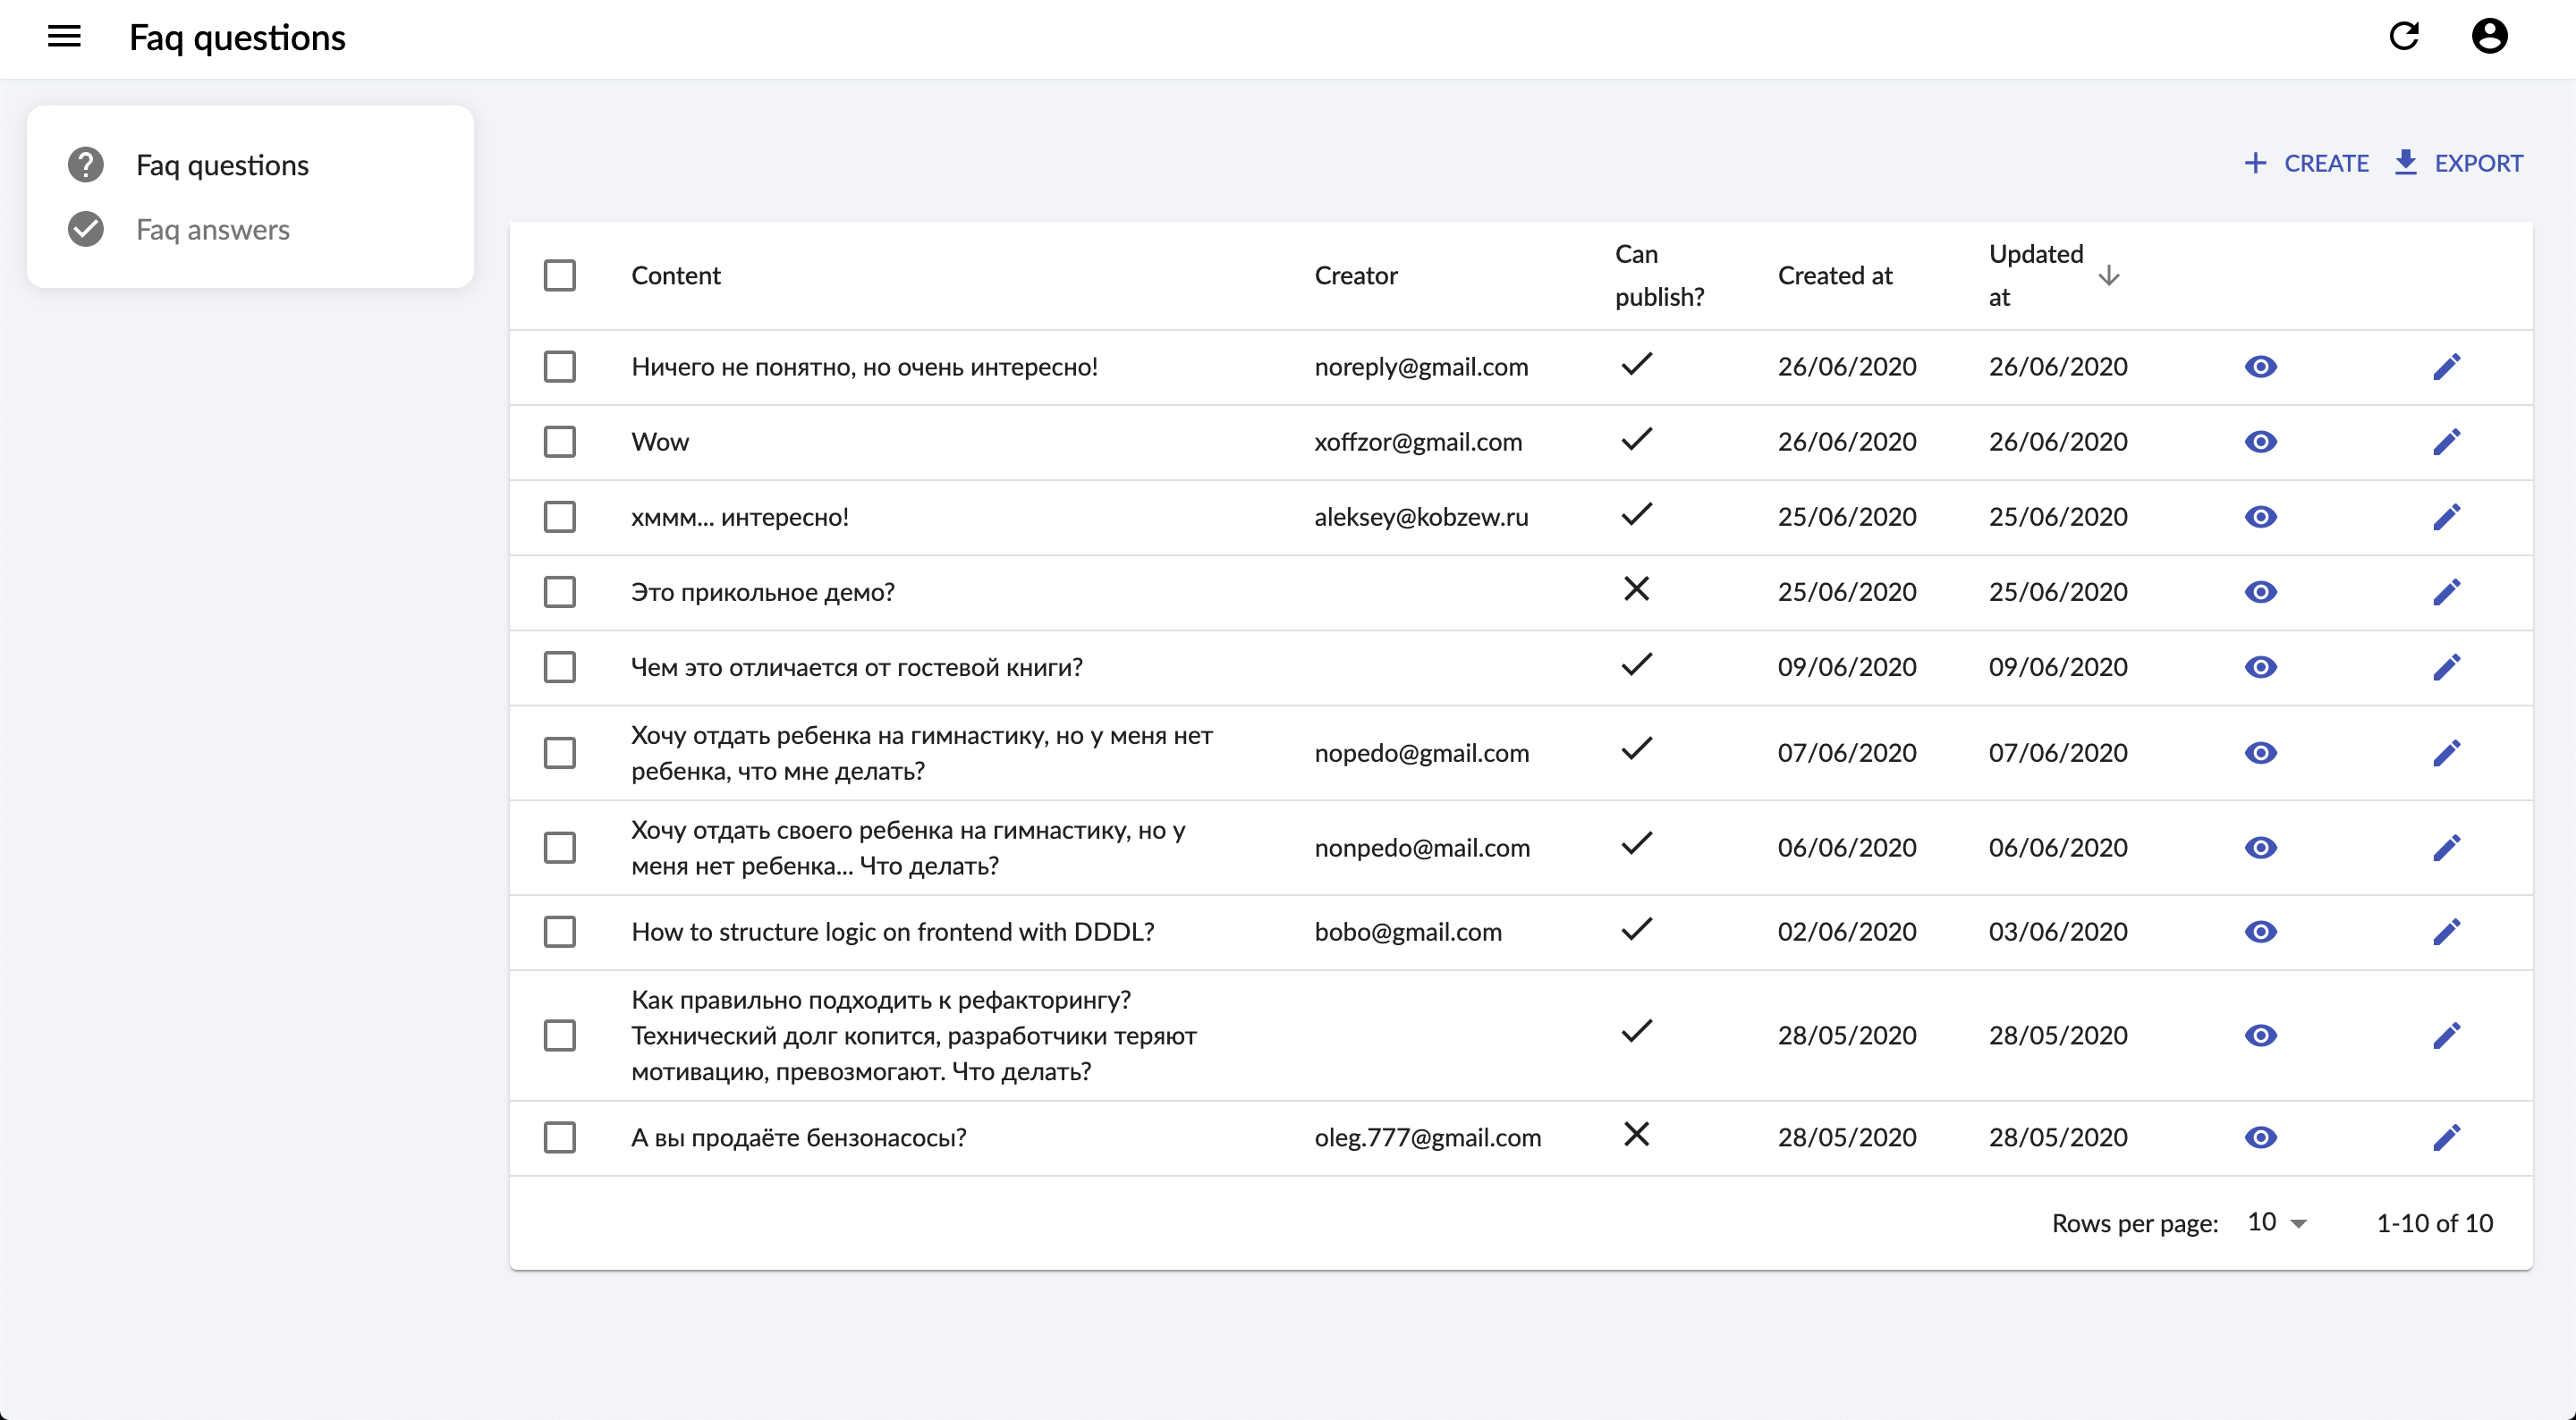 Faq questions
Faq questions
Faq answers
CREATE
EXPORT
Content
Creator
Can
publish?
Created at
Updated
at
Ничего не понятно, но очень интересно!
noreply@gmail.com
26/06/2020
26/06/2020
Wow
xoffzor@gmail.com
26/06/2020
26/06/2020
хммм... интересно!
aleksey@kobzew.ru
25/06/2020
25/06/2020
Это прикольное демо?
25/06/2020
25/06/2020
Чем это отличается от гостевой книги?
09/06/2020
09/06/2020
Хочу отдать ребенка на гимнастику, но у меня нет
ребенка, что мне делать?
nopedo@gmail.com
07/06/2020
07/06/2020
Хочу отдать своего ребенка на гимнастику, но у
меня нет ребенка... Что делать?
nonpedo@mail.com
06/06/2020
06/06/2020
How to structure logic on frontend with DDDL?
bobo@gmail.com
02/06/2020
03/06/2020
Как правильно подходить к рефакторингу?
Технический долг копится, разработчики теряют
мотивацию, превозмогают. Что делать?
28/05/2020
28/05/2020
А вы продаёте бензонасосы?
oleg.777@gmail.com
28/05/2020
28/05/2020
Rows per page:
10
1-10 of 10